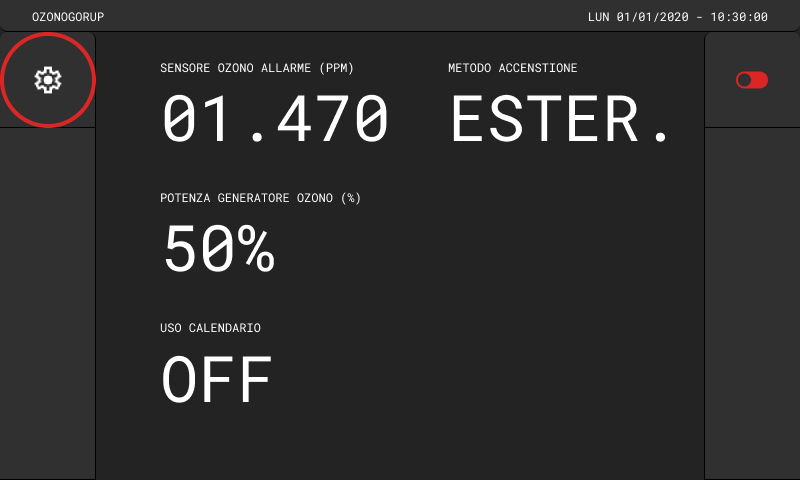 OZONOGORUP
LUN 01/01/2020 - 10:30:00
SENSORE OZONO ALLARME (PPM)
01.470
METODO ACCENSTIONE
ESTER.
POTENZA GENERATORE OZONO (%)
50%
USO CALENDARIO
OFF